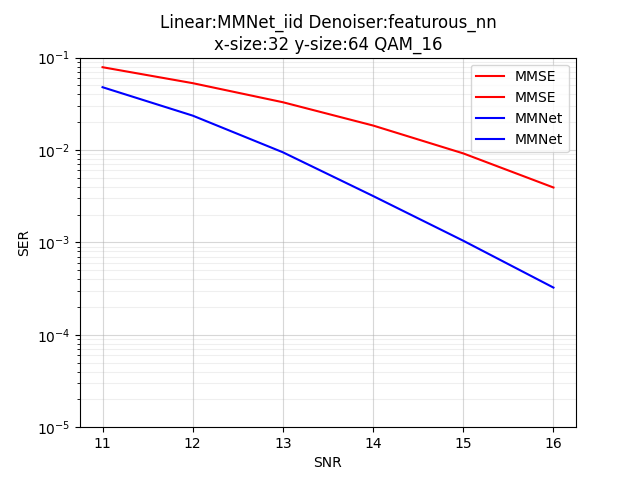 Linear:MMNet_iid Denoiser:featurous_nn
x-size:32 y-size:64 QAM_16
MMSE
MMSE
MMNet
MMNet
10⁻¹
10⁻²
10⁻³
10⁻⁴
10⁻⁵
SER
11 12 13 14 15 16
SNR